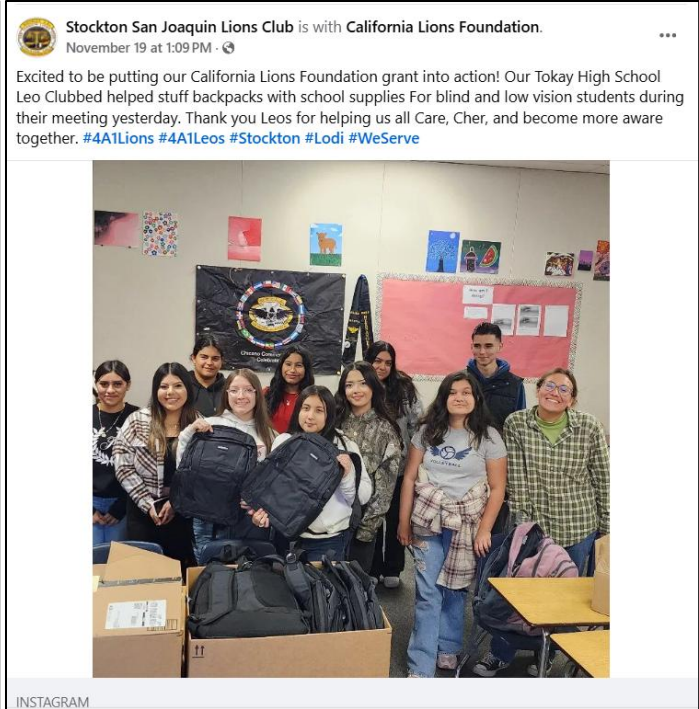 Stockton San Joaquin Lions Club is with California Lions Foundation.
November 19 at 1:09 PM ·
Excited to be putting our California Lions Foundation grant into action! Our Tokay High School
Leo Clubbed helped stuff backpacks with school supplies For blind and low vision students during
their meeting yesterday. Thank you Leos for helping us all Care, Cher, and become more aware
together. #4A1Lions #4A1Leos #Stockton #Lodi #WeServe
VOLLEYBALL
INSTAGRAM